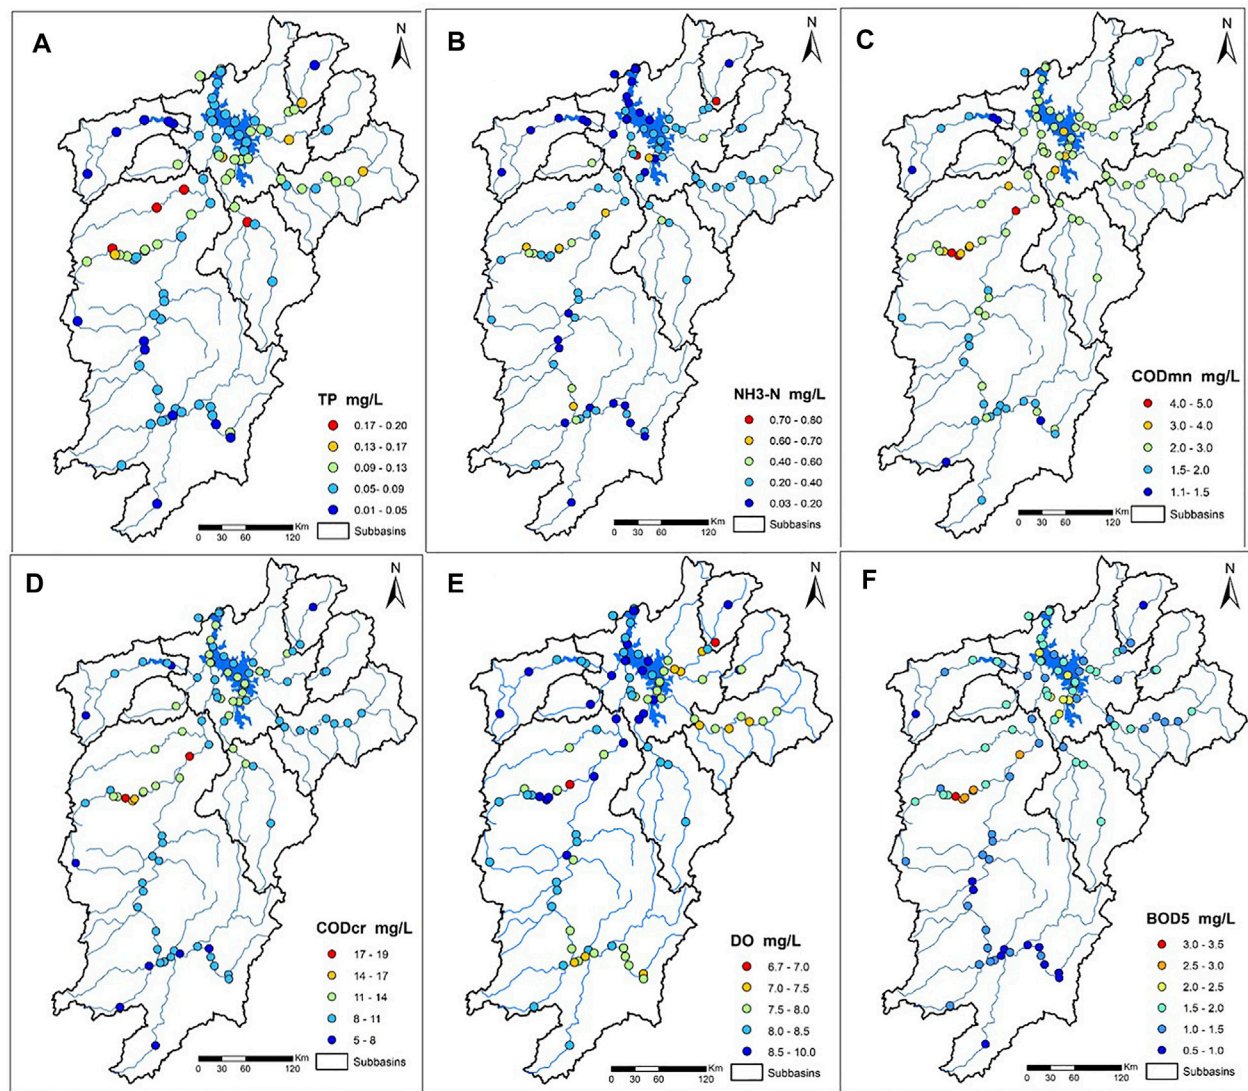 A
N
TP mg/L
0.17 - 0.20
0.13 - 0.17
0.09 - 0.13
0.05 - 0.09
0.01 - 0.05
Subbasins
Km
0 30 60 120
B
N
NH3-N mg/L
0.70 - 0.80
0.60 - 0.70
0.40 - 0.60
0.20 - 0.40
0.03 - 0.20
Subbasins
Km
0 30 60 120
C
N
CODmn mg/L
4.0 - 5.0
3.0 - 4.0
2.0 - 3.0
1.5 - 2.0
1.1- 1.5
Subbasins
Km
0 30 60 120
D
N
CODcr mg/L
17 - 19
14 - 17
11 - 14
8 - 11
5 - 8
Subbasins
Km
0 30 60 120
E
N
DO mg/L
6.7 - 7.0
7.0 - 7.5
7.5 - 8.0
8.0 - 8.5
8.5 - 10.0
Subbasins
Km
0 30 60 120
F
N
BOD5 mg/L
3.0 - 3.5
2.5 - 3.0
2.0 - 2.5
1.5 - 2.0
1.0 - 1.5
0.5 - 1.0
Subbasins
Km
0 30 60 120